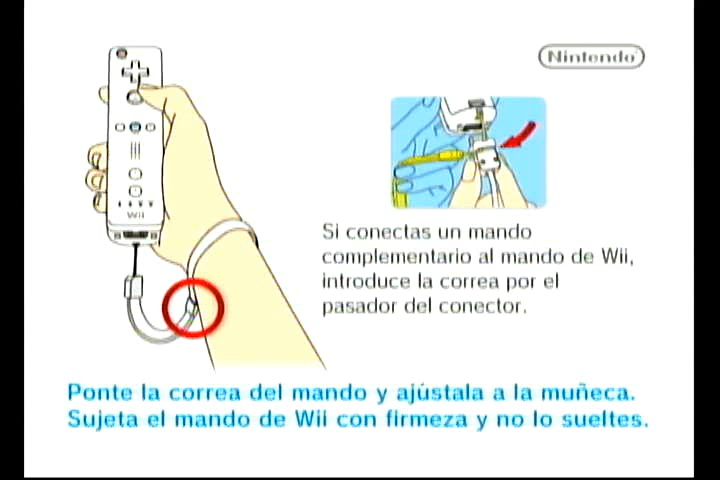 Nintendo
Wii
Si conectas un mando
complementario al mando de Wii,
introduce la correa por el
pasador del conector.
Ponte la correa del mando y ajústala a la muñeca.
Sujeta el mando de Wii con firmeza y no lo sueltes.